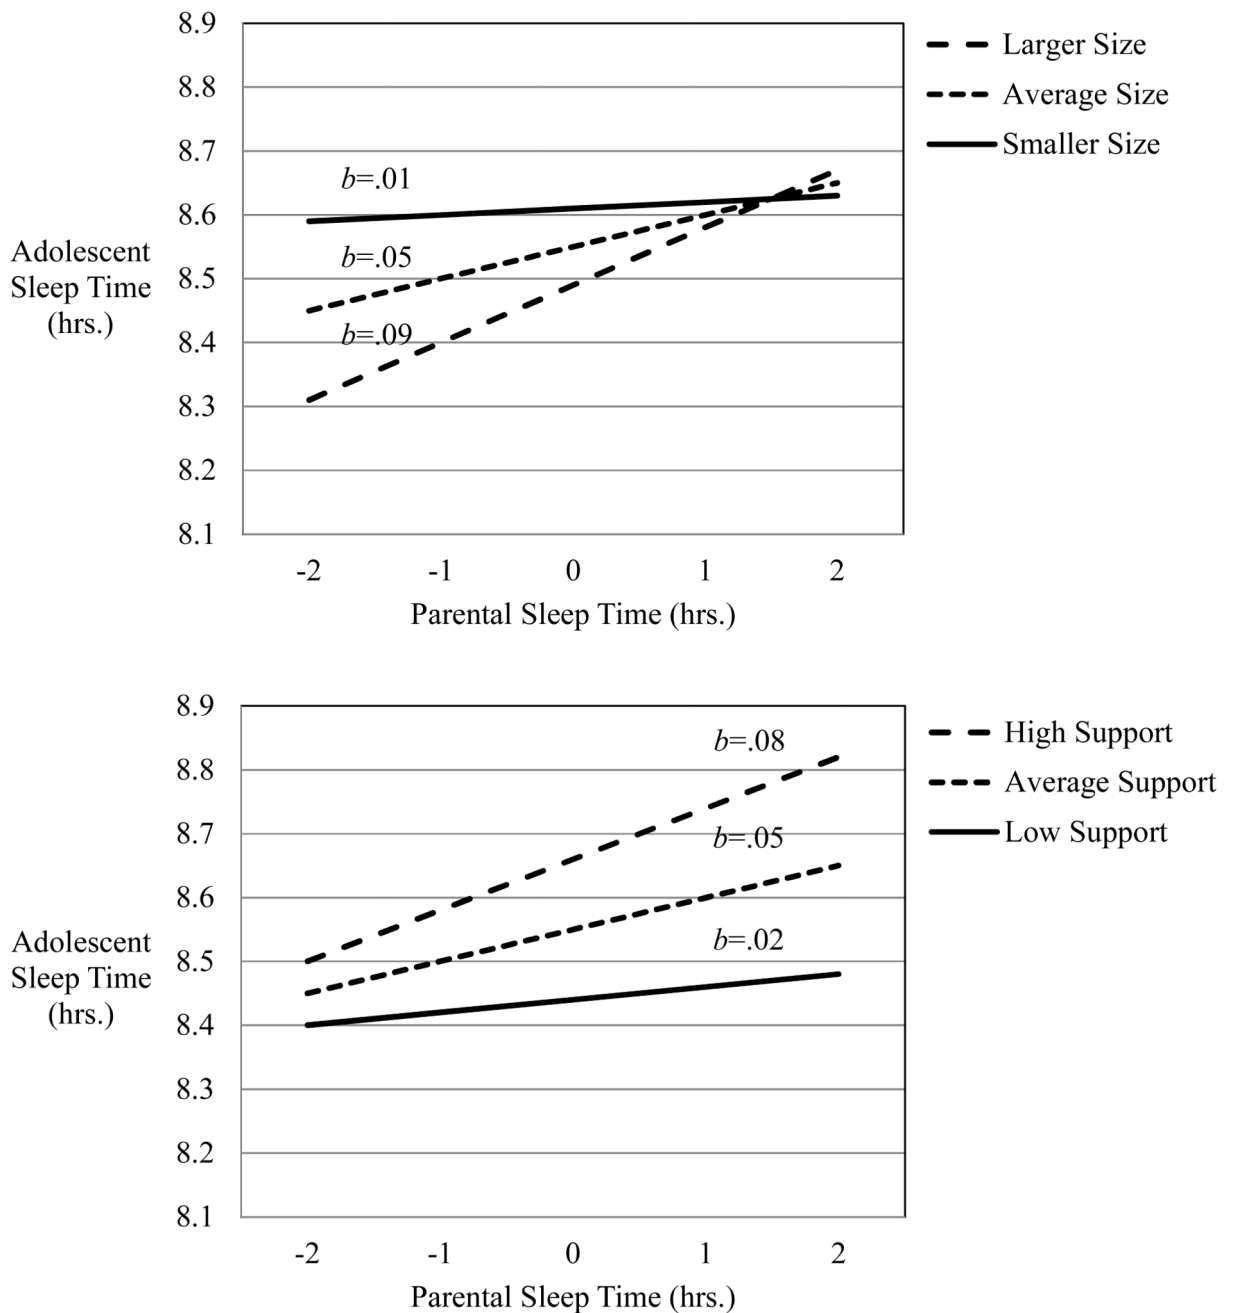 8.9
8.8
8.7
8.6
8.5
8.4
8.3
8.2
8.1
Adolescent
Sleep Time
(hrs.)
b=.01
b=.05
b=.09
Larger Size
Average Size
Smaller Size
-2 -1 0 1 2
Parental Sleep Time (hrs.)
8.9
8.8
8.7
8.6
8.5
8.4
8.3
8.2
8.1
Adolescent
Sleep Time
(hrs.)
b=.08
b=.05
b=.02
High Support
Average Support
Low Support
-2 -1 0 1 2
Parental Sleep Time (hrs.)